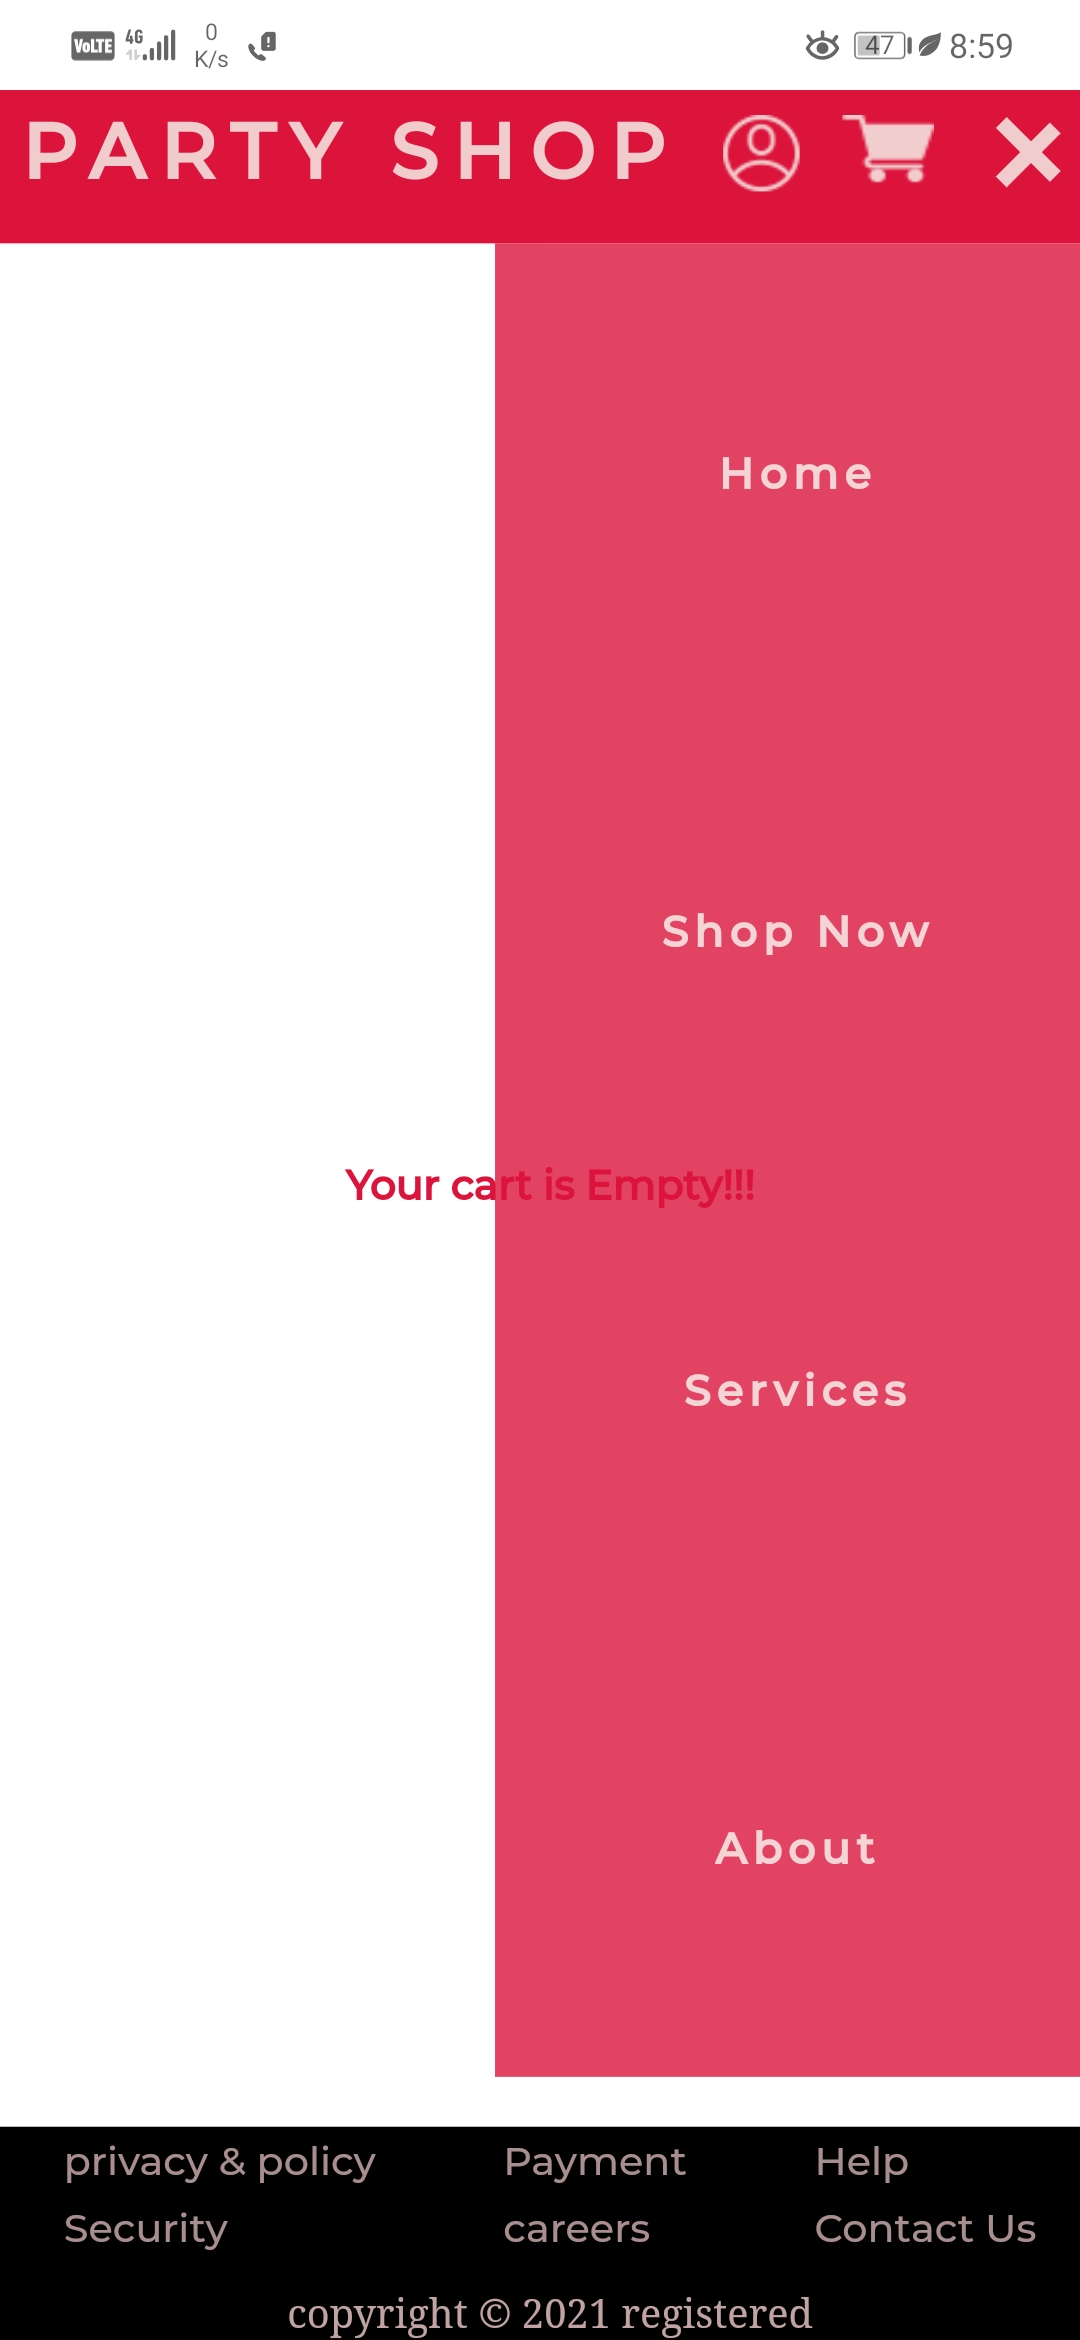 VoLTE 4G 0 K/s 47 8:59
PARTY SHOP
Home
Shop Now
Your cart is Empty!!!
Services
About
privacy & policy Payment Help
Security careers Contact Us
copyright © 2021 registered